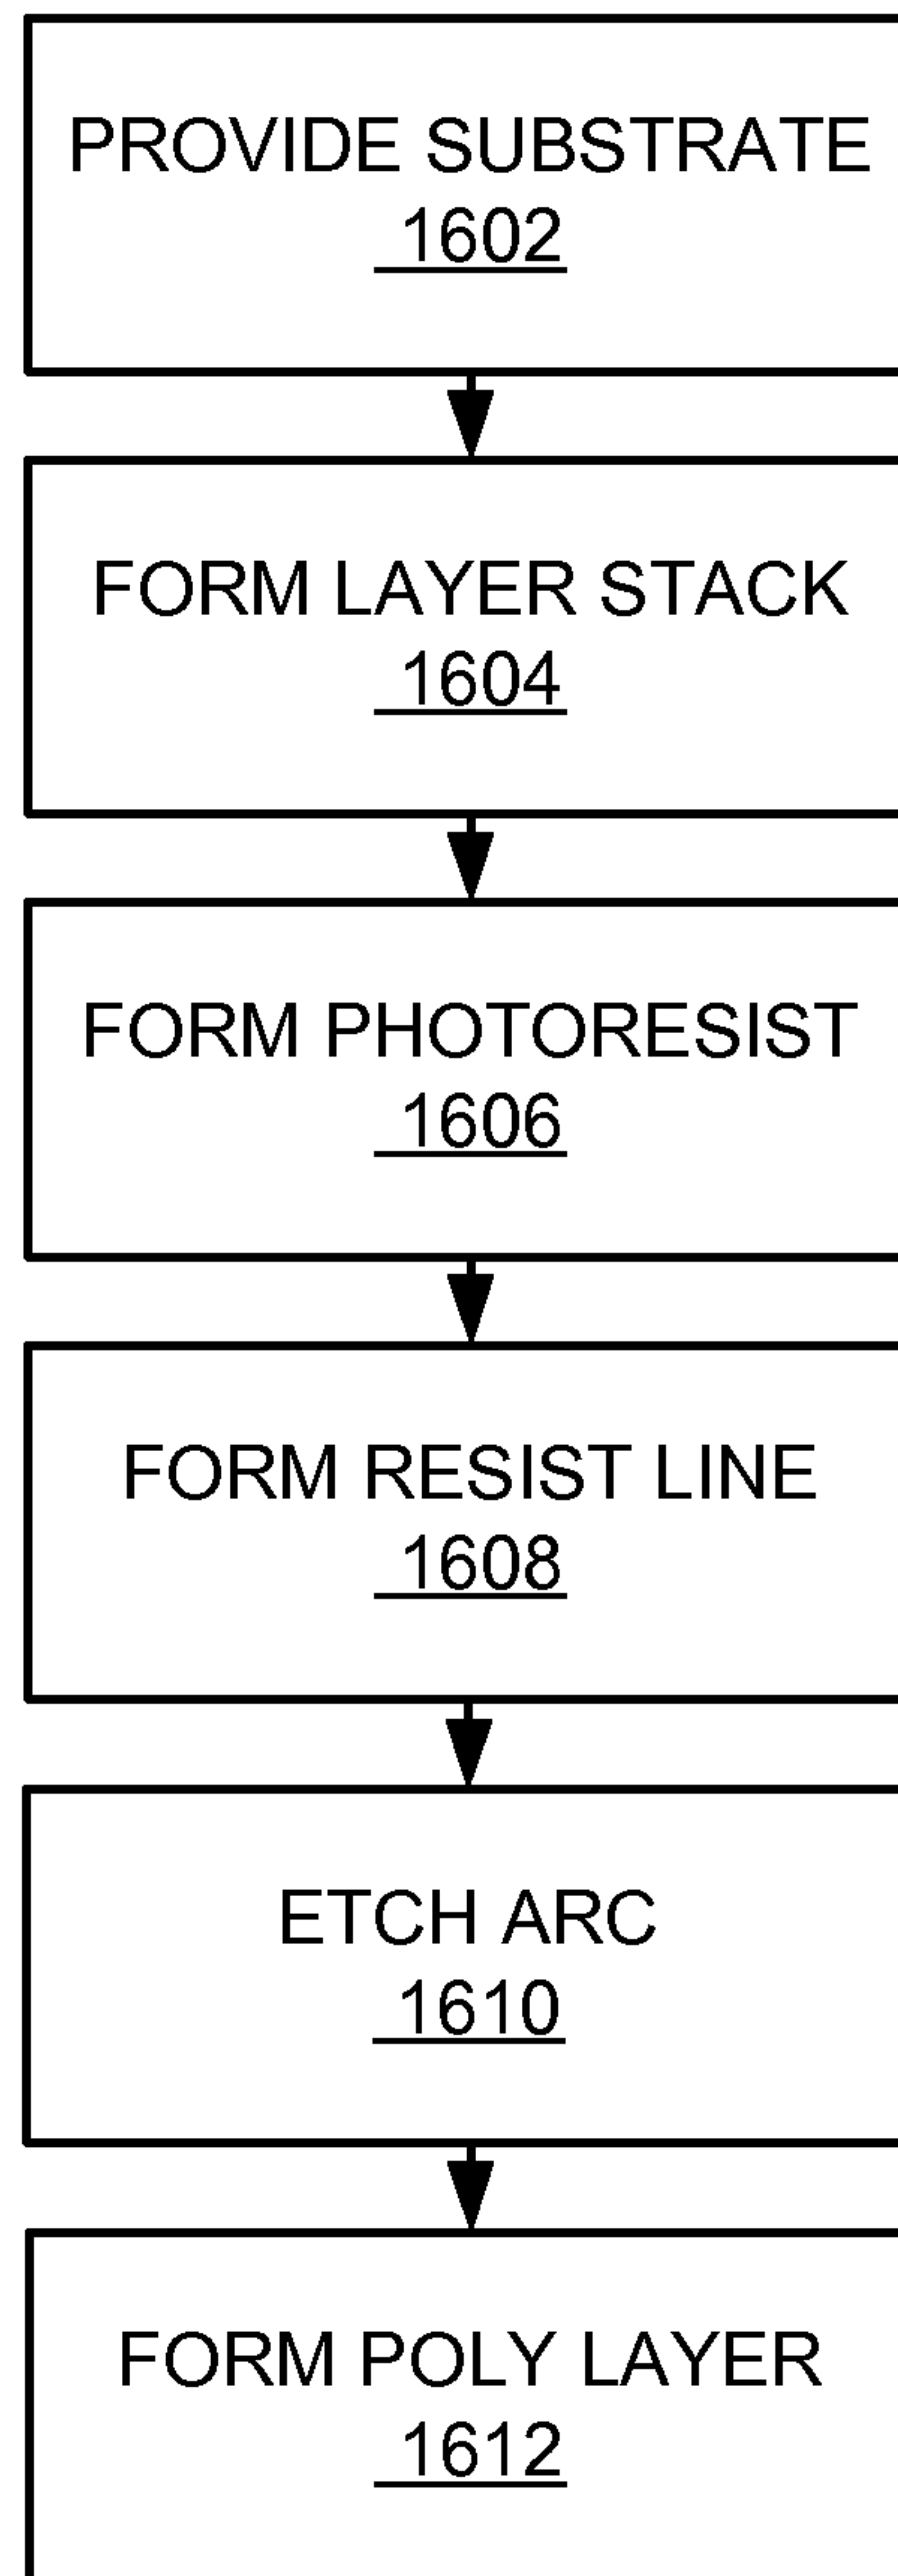 PROVIDE SUBSTRATE
1602
FORM LAYER STACK
1604
FORM PHOTORESIST
1606
FORM RESIST LINE
1608
ETCH ARC
1610
FORM POLY LAYER
1612